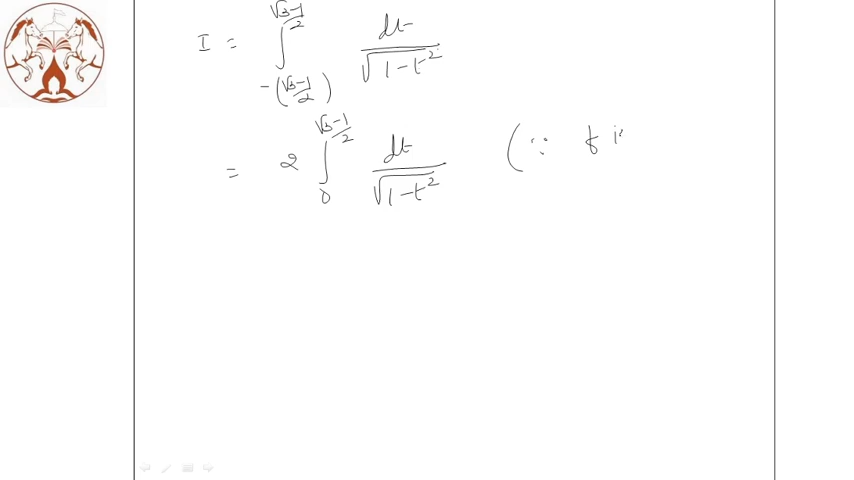 I = ∫_{-(√3-1/2)}^{√3-1/2} dt/√1-t²
= 2 ∫_0^{√3-1/2} dt/√1-t² (∵ f is